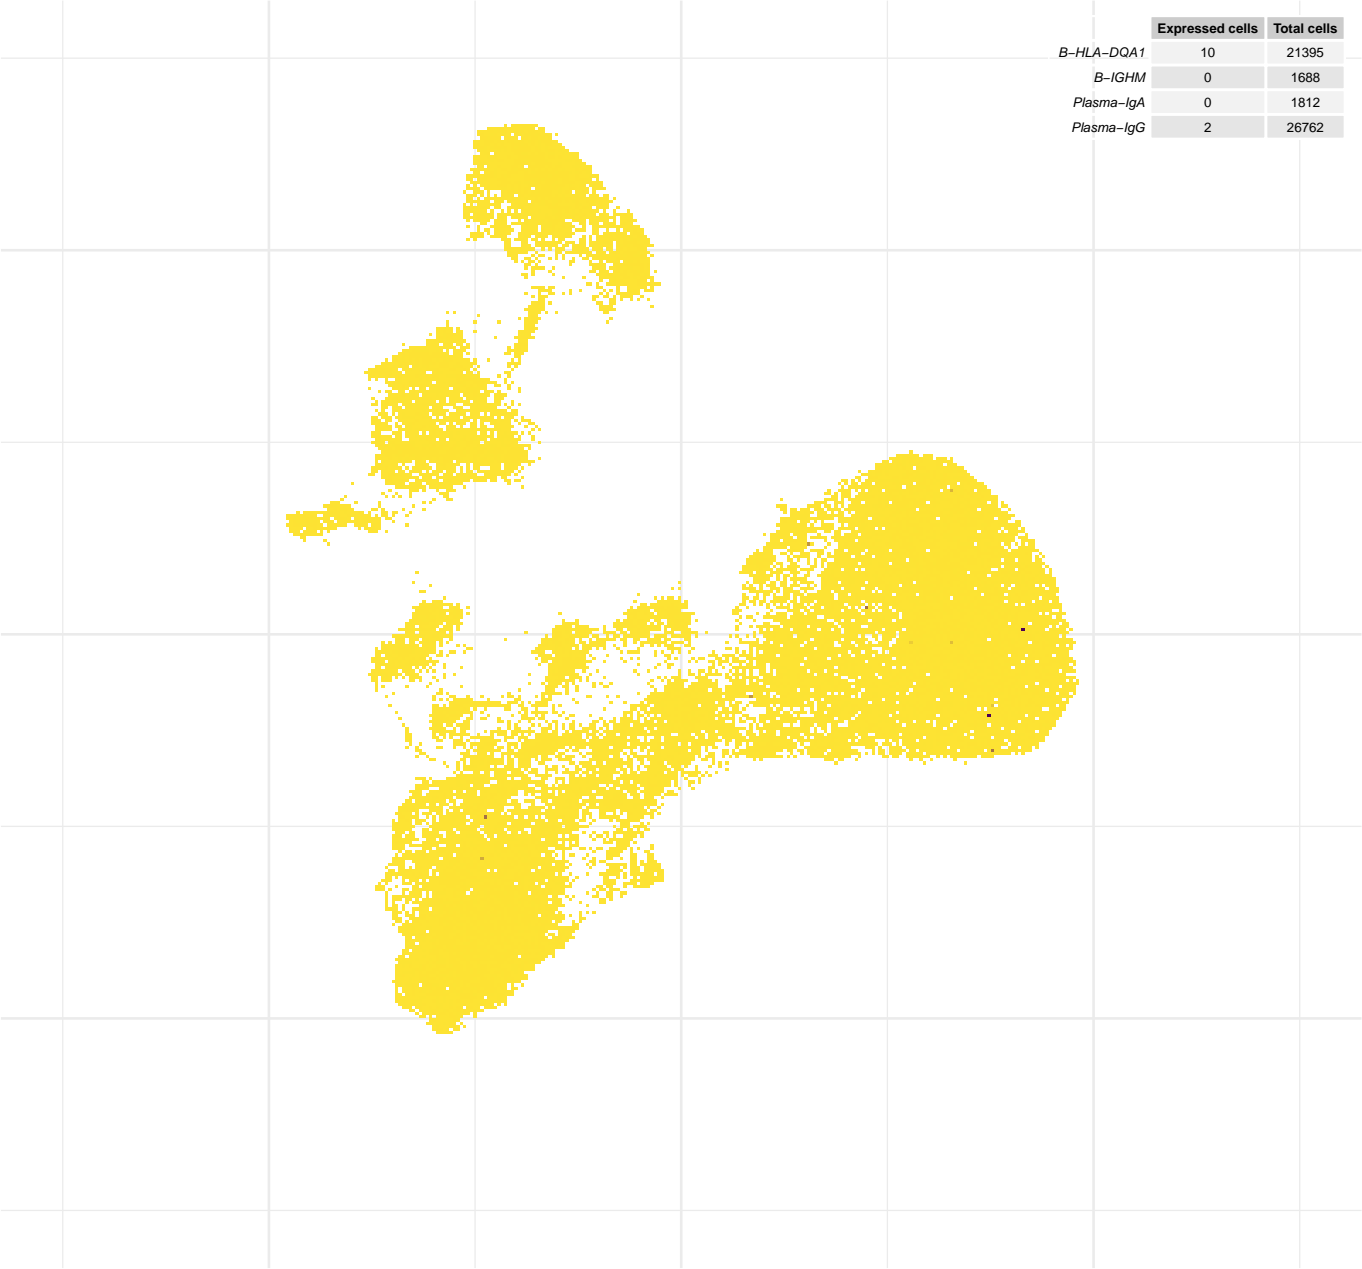 Expressed cells Total cells
B−HLA−DQA1 10 21395
B−IGHM 0 1688
Plasma−IgA 0 1812
Plasma−IgG 2 26762